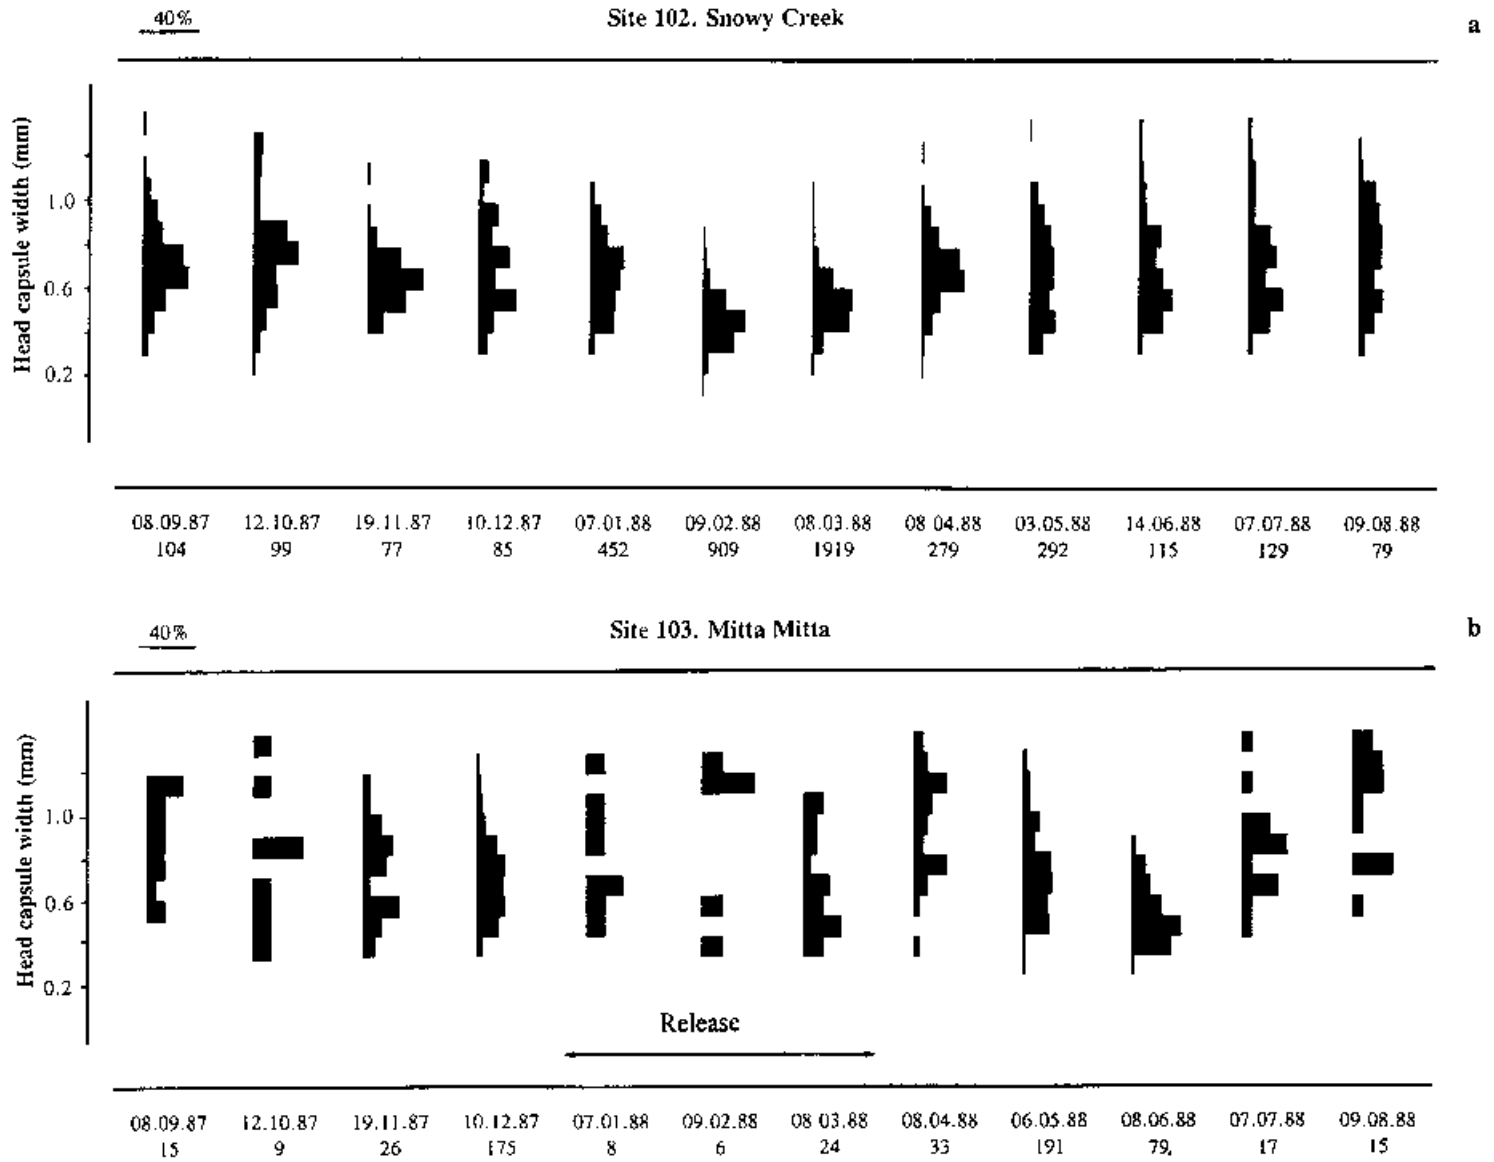 40%
Site 102. Snowy Creek
a
Head capsule width (mm)
1.0
0.6
0.2
08.09.87 12.10.87 19.11.87 10.12.87 07.01.88 09.02.88 08.03.88 08.04.88 03.05.88 14.06.88 07.07.88 09.08.88
104 99 77 85 452 909 1919 279 292 115 129 79
40%
Site 103. Mitta Mitta
b
Head capsule width (mm)
1.0
0.6
0.2
Release
08.09.87 12.10.87 19.11.87 10.12.87 07.01.88 09.02.88 08.03.88 08.04.88 06.05.88 08.06.88 07.07.88 09.08.88
15 9 26 175 8 6 24 33 191 79. 17 15